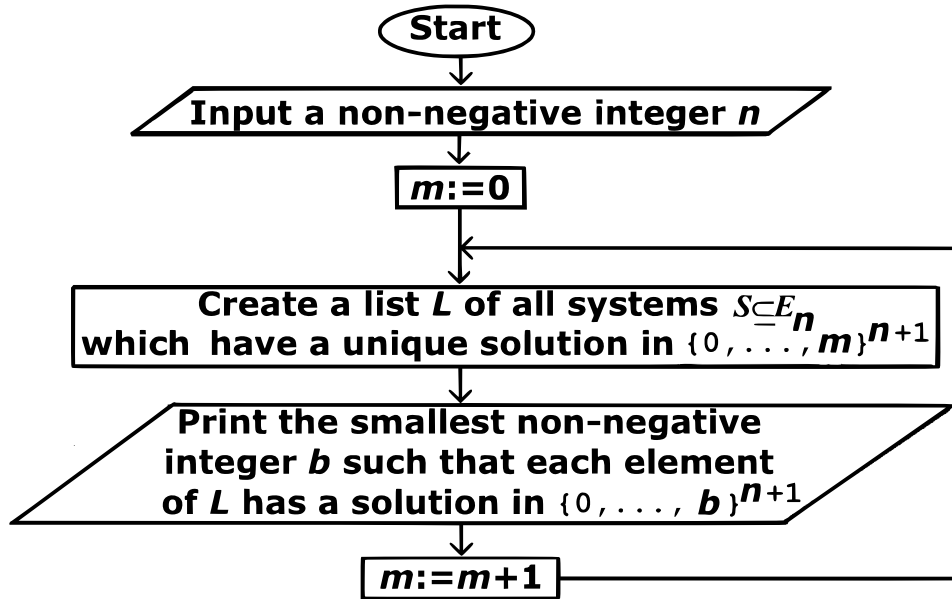 Start
Input a non-negative integer n
m:=0
Create a list L of all systems S⊆Eₙ
which have a unique solution in {0,...,m}ⁿ⁺¹
Print the smallest non-negative
integer b such that each element
of L has a solution in {0,..., b}ⁿ⁺¹
m:=m+1